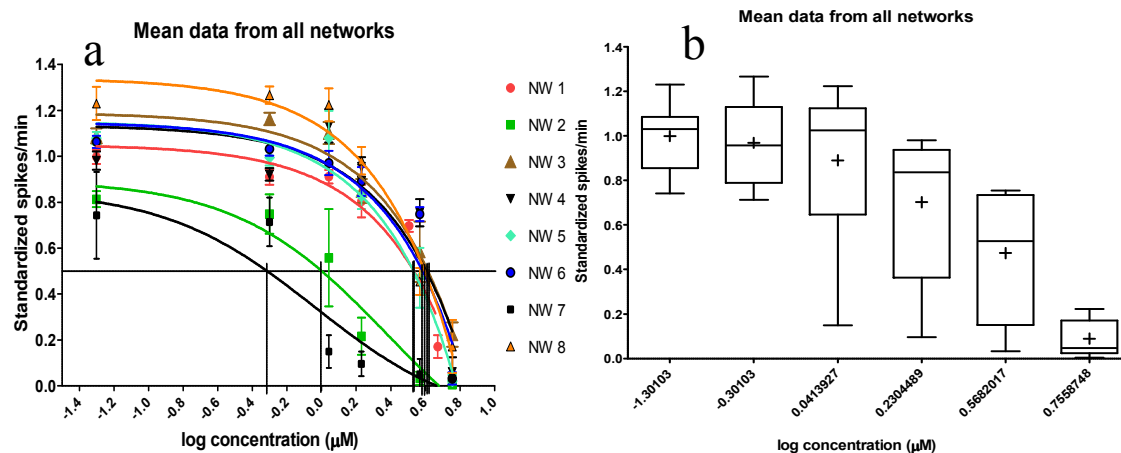 Mean data from all networks
a
Standardized spikes/min
1.4
1.2
1.0
0.8
0.6
0.4
0.2
0.0
-1.4
-1.2
-1.0
-0.8
-0.6
-0.4
-0.2
0.0
0.2
0.4
0.6
0.8
1.0
log concentration (µM)
NW 1
NW 2
NW 3
NW 4
NW 5
NW 6
NW 7
NW 8
Mean data from all networks
b
Standardized spikes/min
1.4
1.2
1.0
0.8
0.6
0.4
0.2
0.0
-1.30103
-0.30103
0.0413927
0.2304489
0.5682017
0.7558748
log concentration (µM)